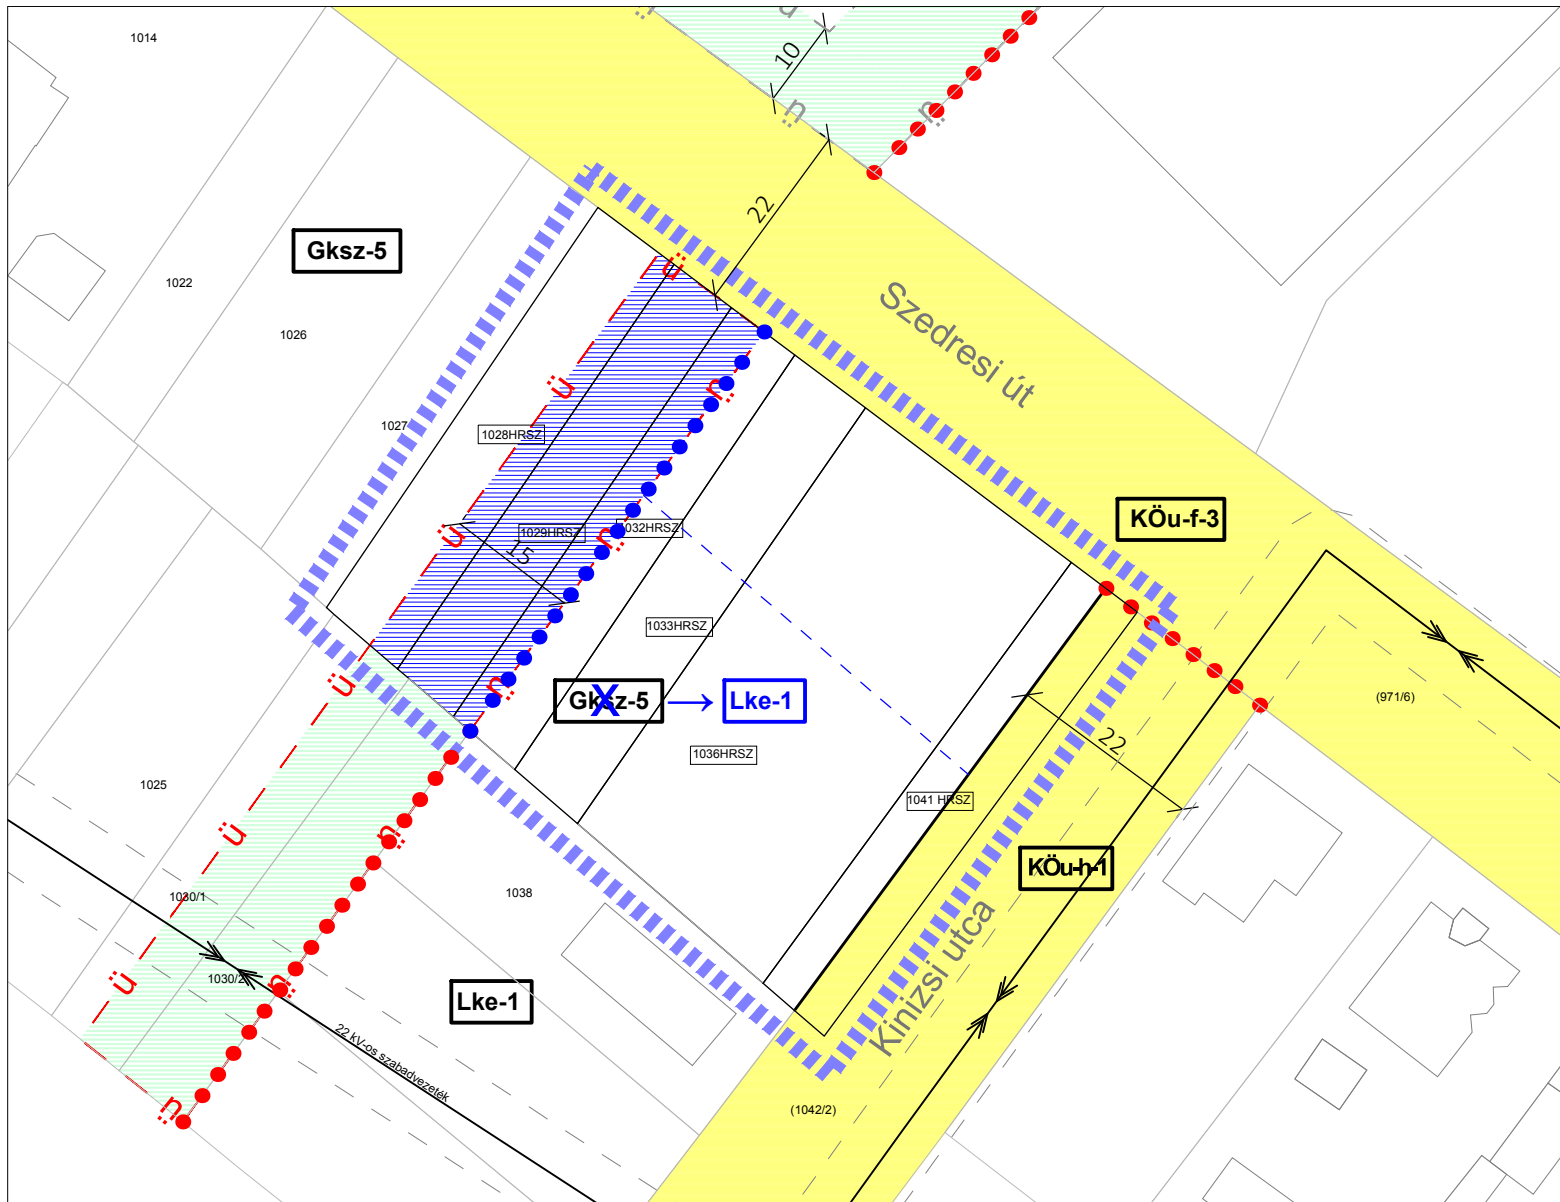 1014
10
ü
ü
22
Gksz-5
ü
1022
Szedresi út
1026
ü
ü
1027
1028HRSZ
KÖu-f-3
ü
1029HRSZ
ü
1032HRSZ
15
1033HRSZ
ü
ü
Gksz-5
X
Lke-1
(971/6)
22
1036HRSZ
1025
1041 HRSZ
ü
ü
KÖu-h-1
1030/1
1038
Kinizsi utca
ü
1030/2
ü
Lke-1
22 kV-os szabadvezeték
ü
(1042/2)